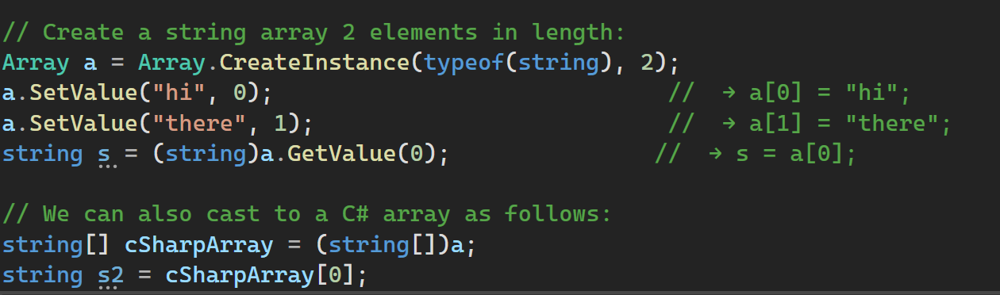 // Create a string array 2 elements in length:
Array a = Array.CreateInstance(typeof(string), 2);
a.SetValue("hi", 0);                             //  → a[0] = "hi";
a.SetValue("there", 1);                          //  → a[1] = "there";
string s = (string)a.GetValue(0);               //  → s = a[0];

// We can also cast to a C# array as follows:
string[] cSharpArray = (string[])a;
string s2 = cSharpArray[0];